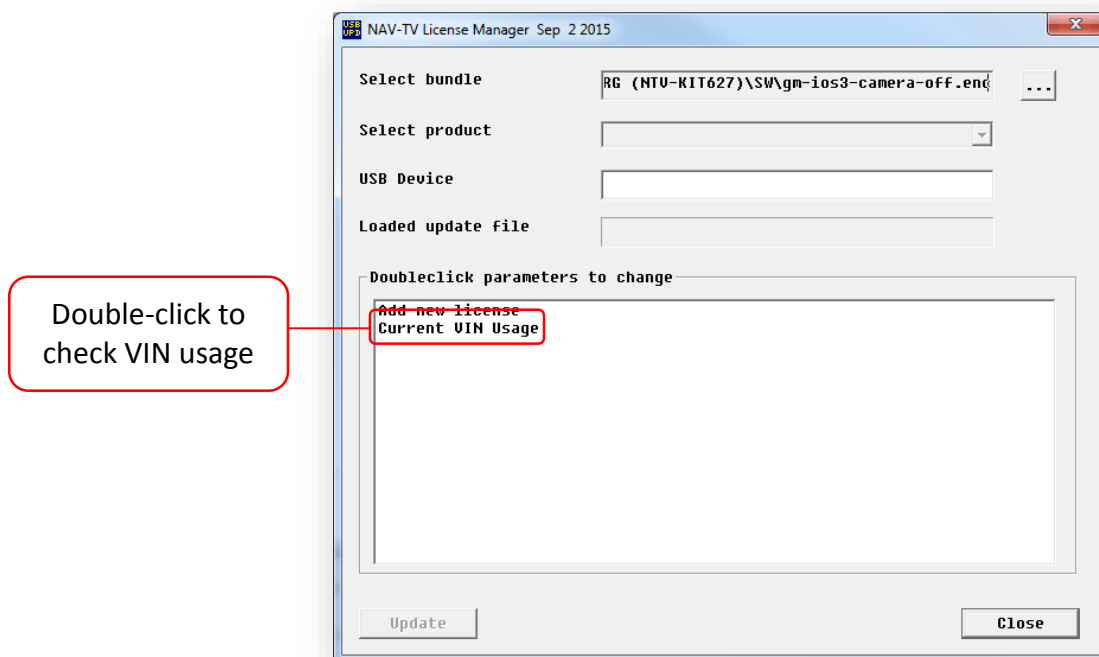 USB
UPD
NAV-TV License Manager Sep 2 2015
Select bundle
RG (NTV-KIT627)\SW\gm-ios3-camera-off.enc
...
Select product
USB Device
Loaded update file
Doubleclick parameters to change
Add new license
Current VIN Usage
Double-click to
check VIN usage
Update
Close